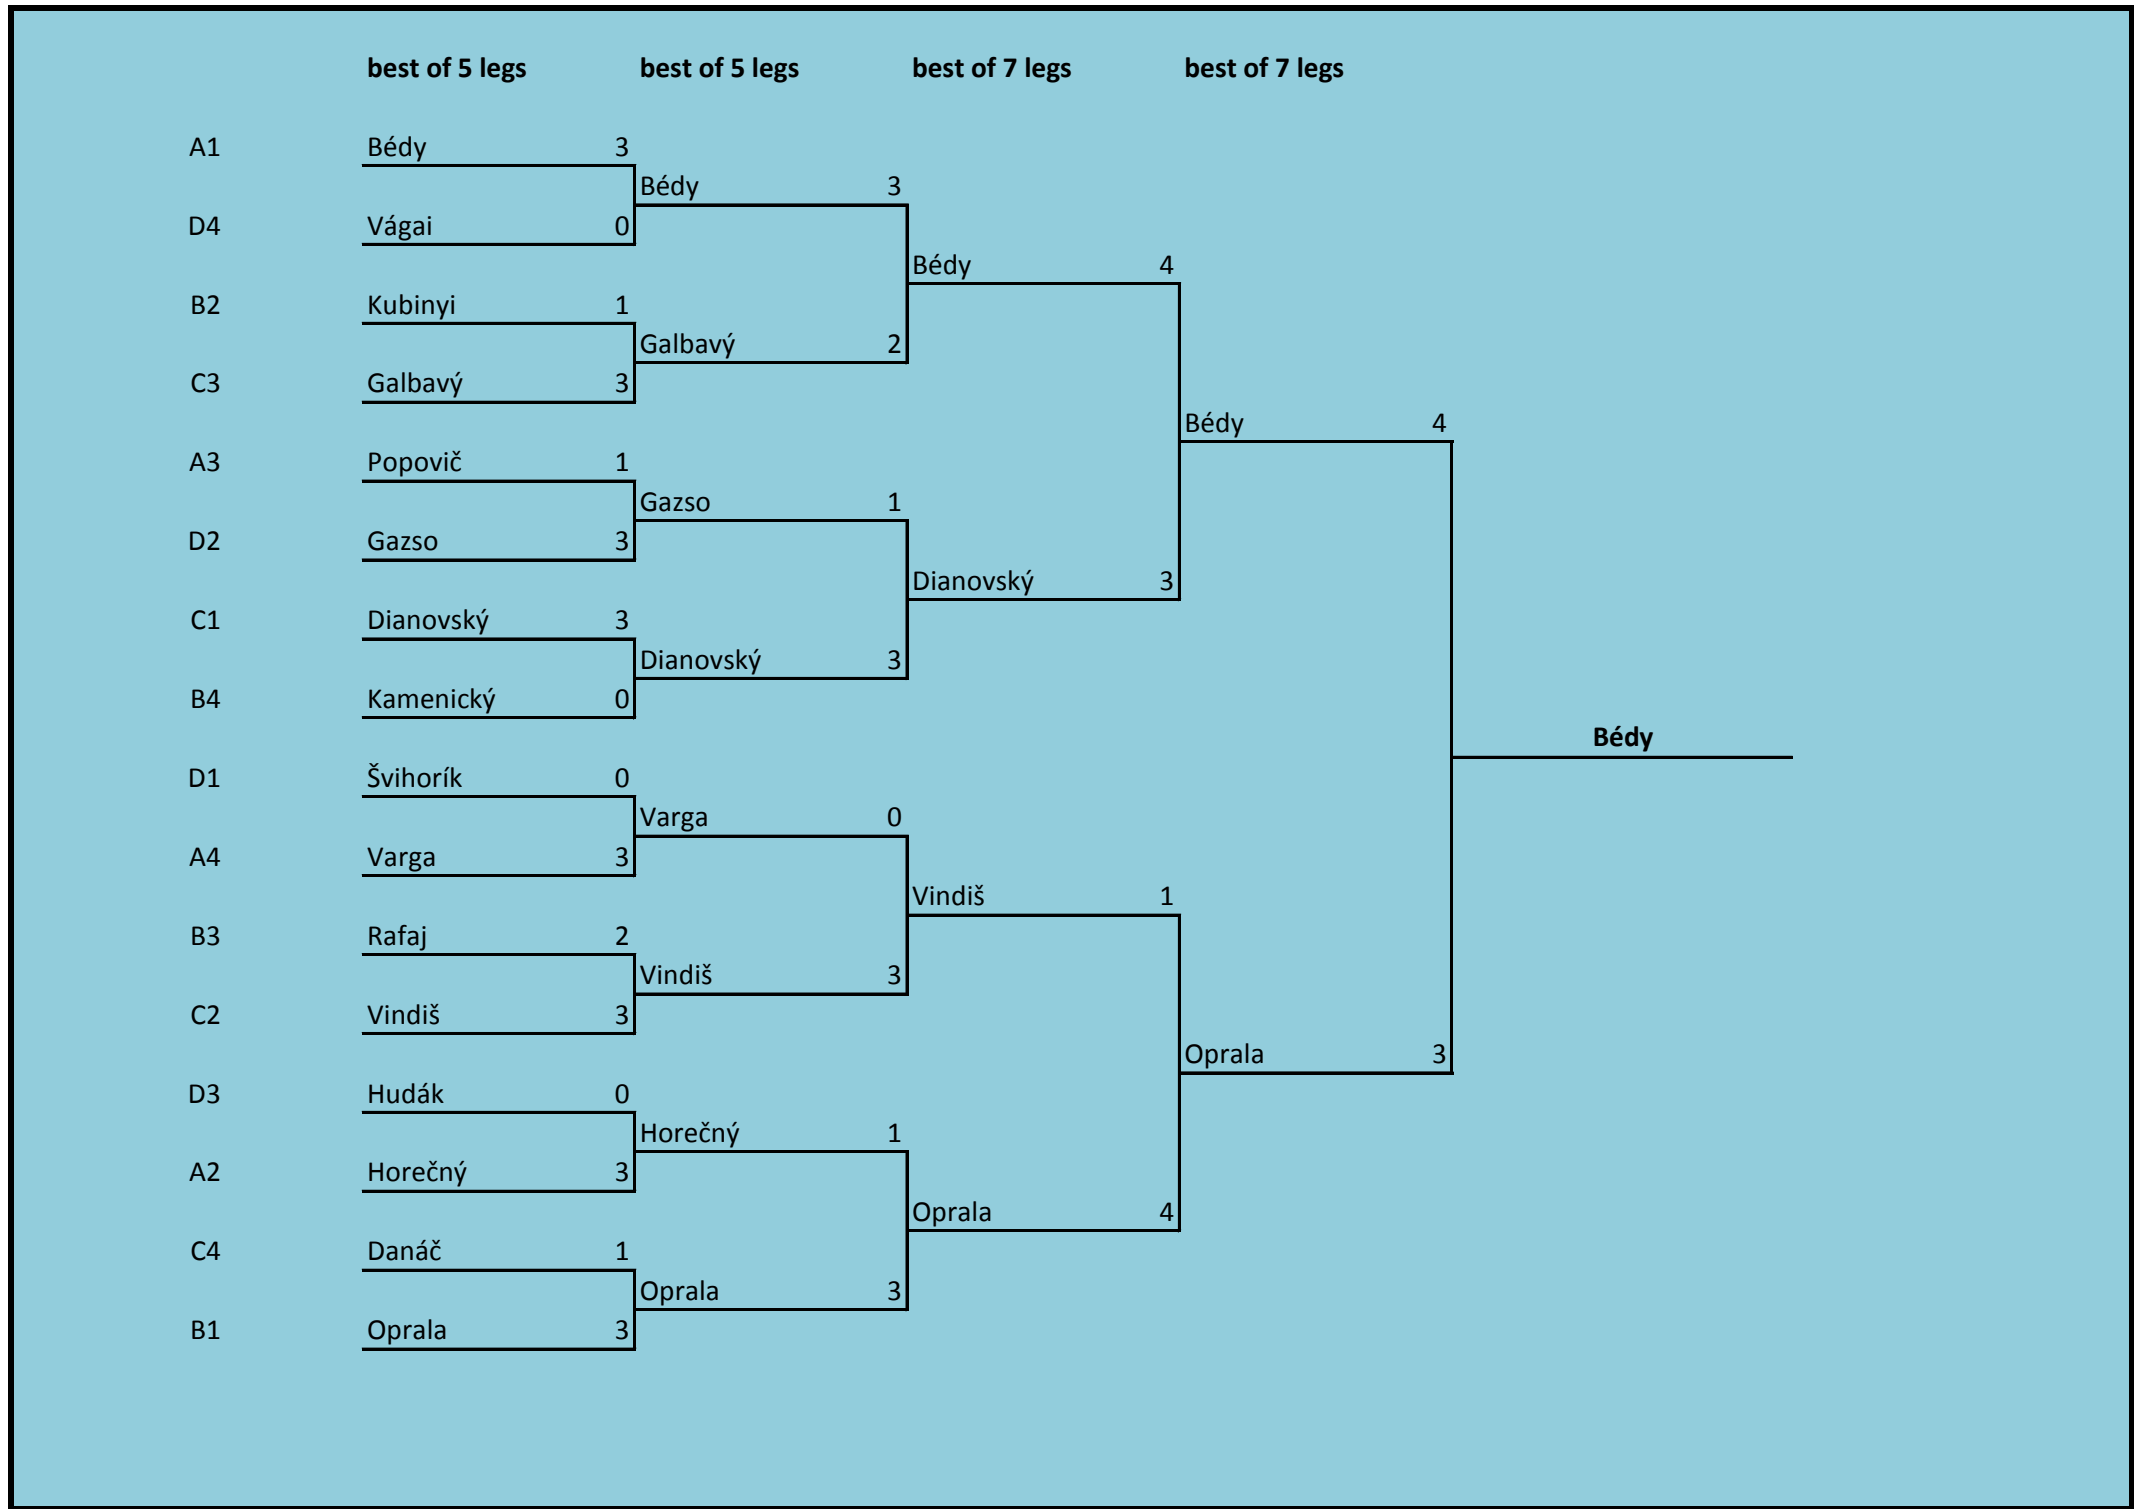 best of 5 legs best of 5 legs best of 7 legs best of 7 legs
A1 Bédy 3
Bédy 3
D4 Vágai 0
Bédy 4
B2 Kubinyi 1
Galbavý 2
C3 Galbavý 3
Bédy 4
A3 Popovič 1
Gazso 1
D2 Gazso 3
Dianovský 3
C1 Dianovský 3
Dianovský 3
B4 Kamenický 0
Bédy
D1 Švihorík 0
Varga 0
A4 Varga 3
Vindiš 1
B3 Rafaj 2
Vindiš 3
C2 Vindiš 3
Oprala 3
D3 Hudák 0
Horečný 1
A2 Horečný 3
Oprala 4
C4 Danáč 1
Oprala 3
B1 Oprala 3